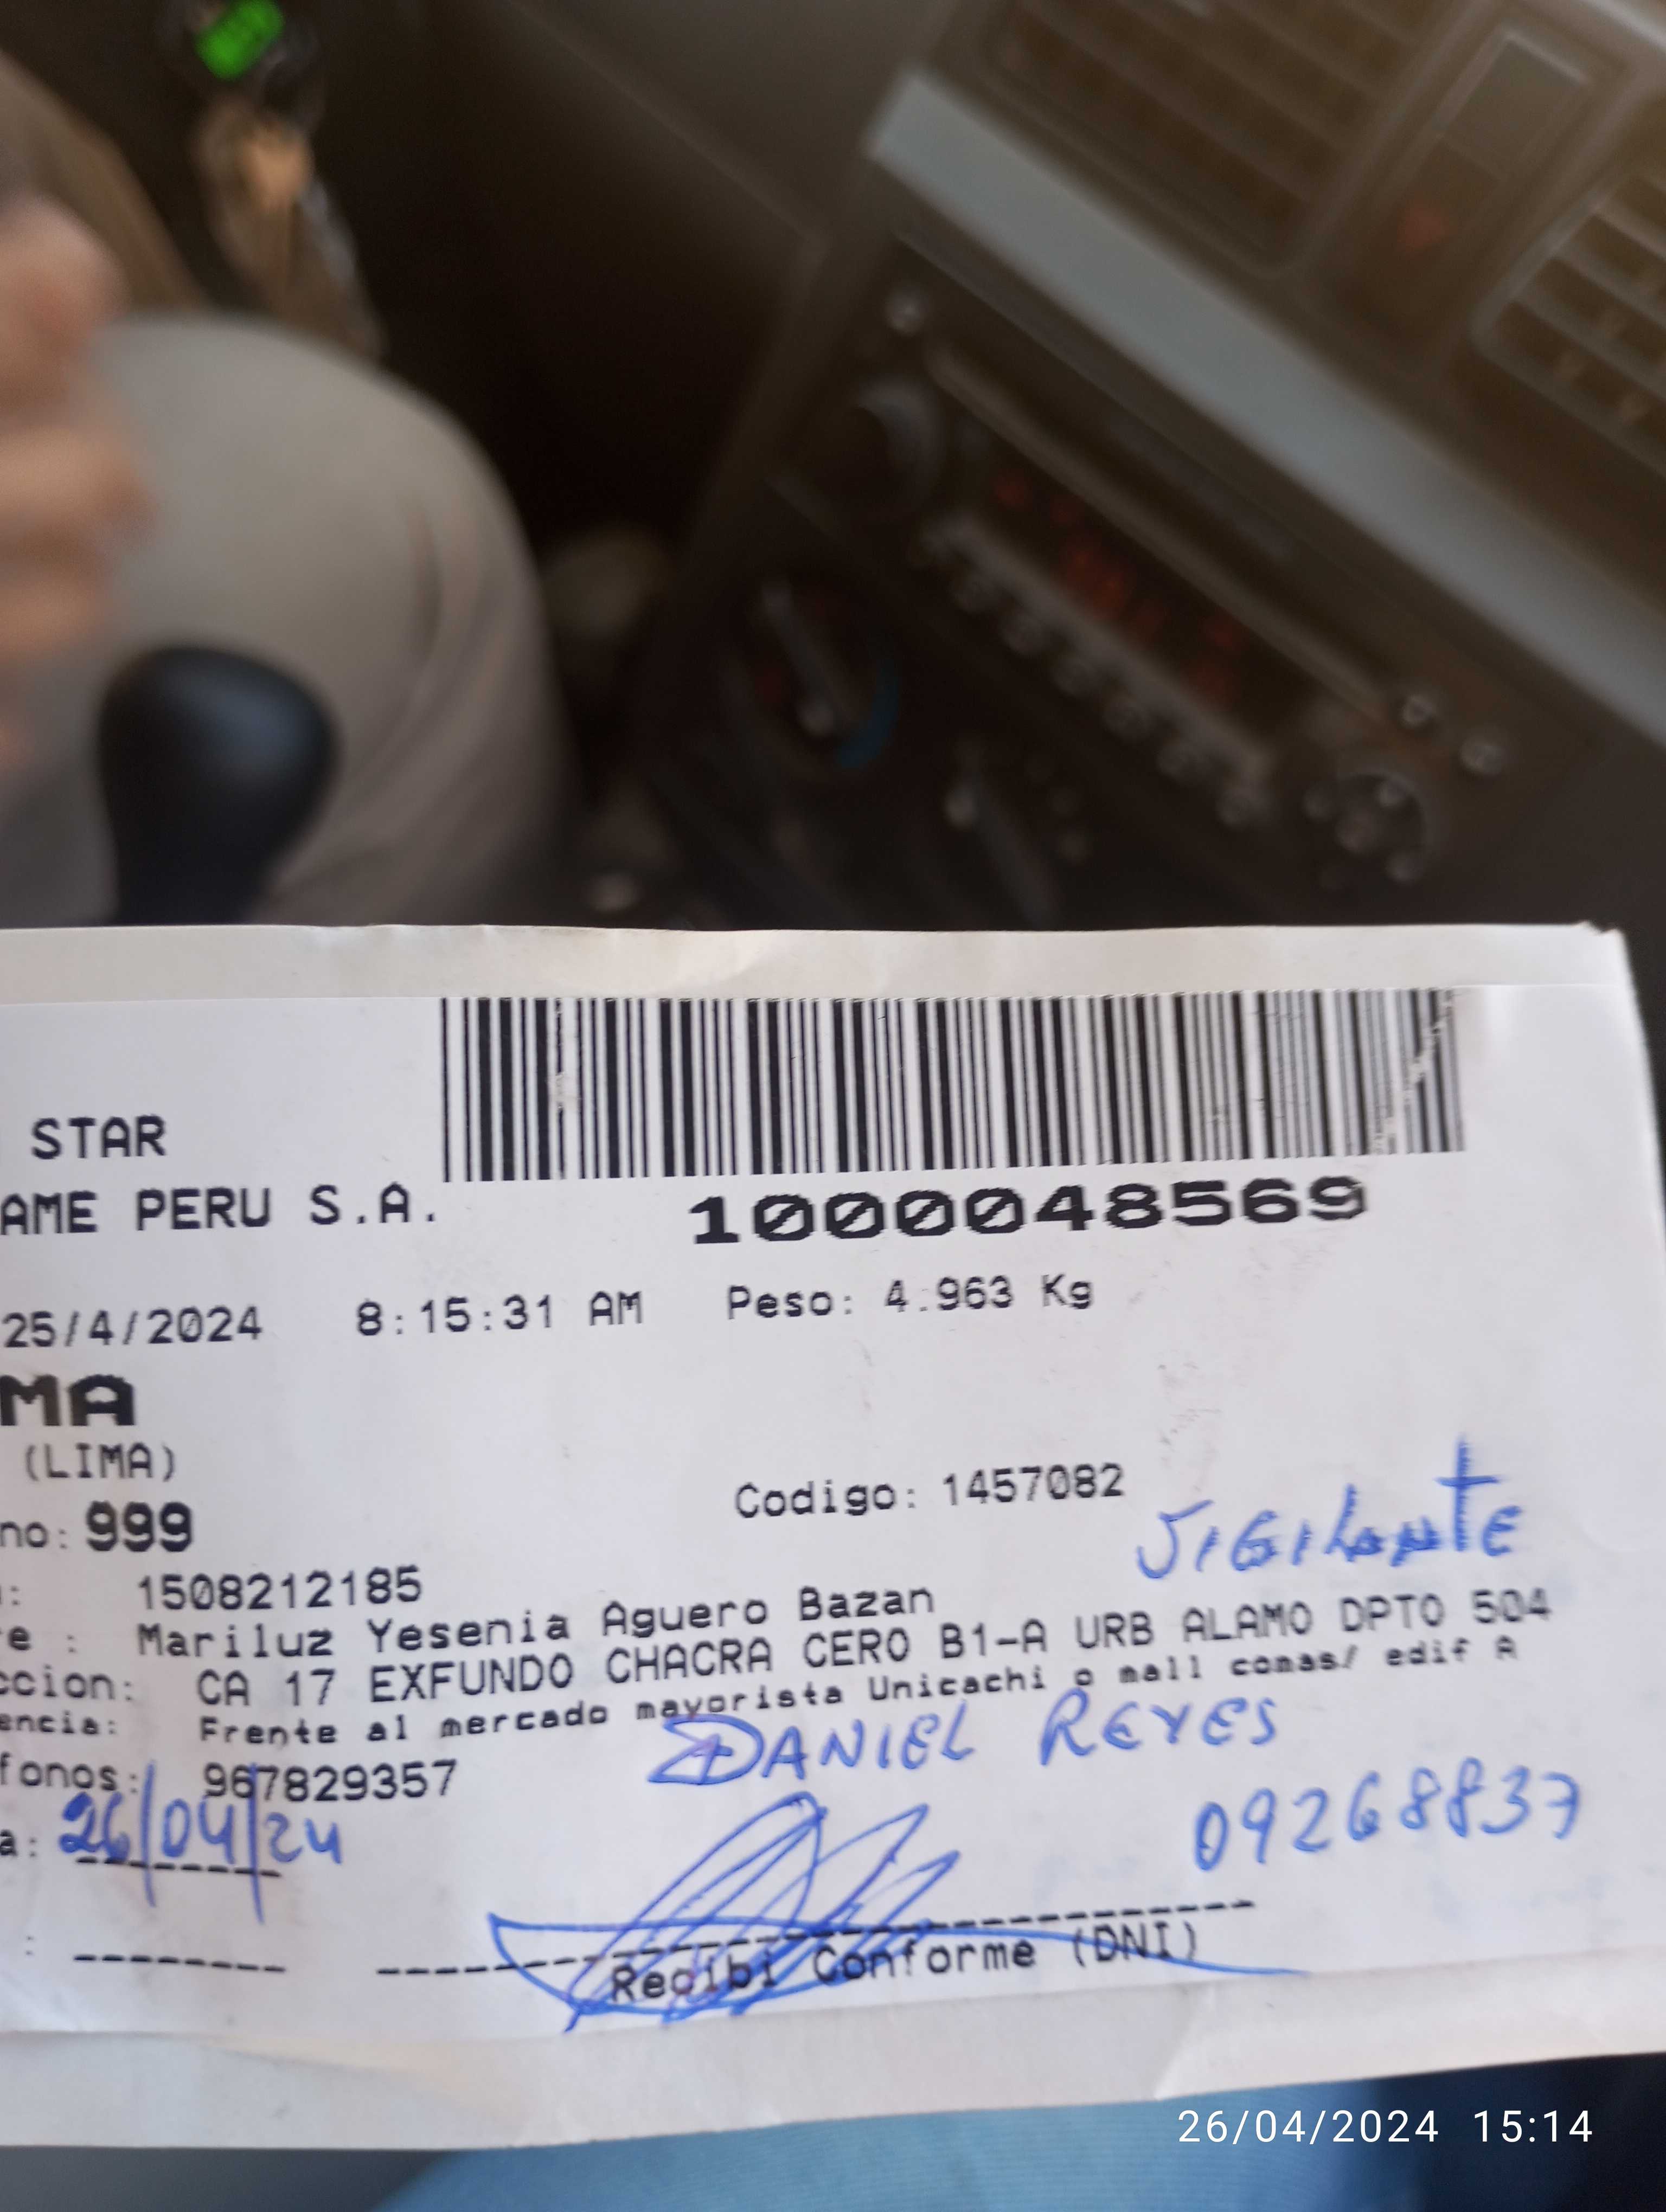 STAR
AME PERU S.A.
1000048569
25/4/2024 8:15:31 AM Peso: 4.963 Kg
MA
(LIMA)
Codigo: 1457082
no: 999
VIGILANTE
: 1508212185
e : Mariluz Yesenia Aguero Bazan
ccion: CA 17 EXFUNDO CHACRA CERO B1-A URB ALAMO DPTO 504
encia: Frente al mercado mayorista Unicachi o mall comas/ edif A
fonos: 967829357
DANIEL REYES
a: 26/04/24
09268837
Recibi Conforme (DNI)
26/04/2024 15:14